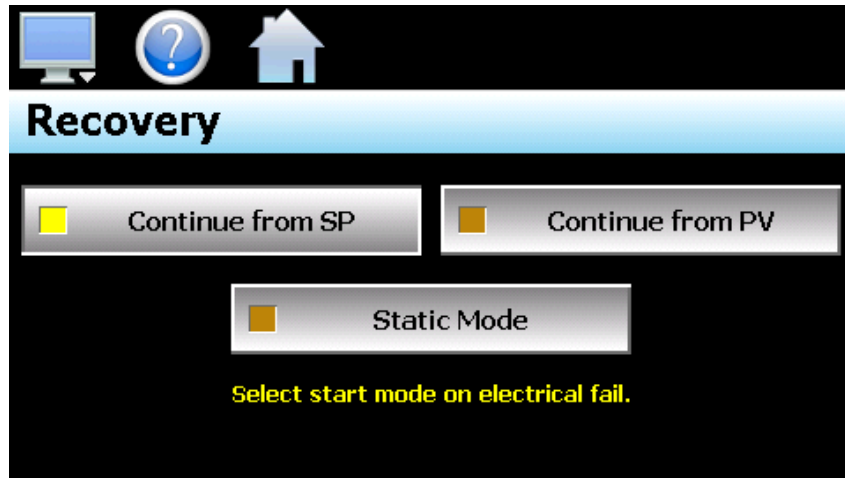 ?
Recovery
Continue from SP
Continue from PV
Static Mode
Select start mode on electrical fail.